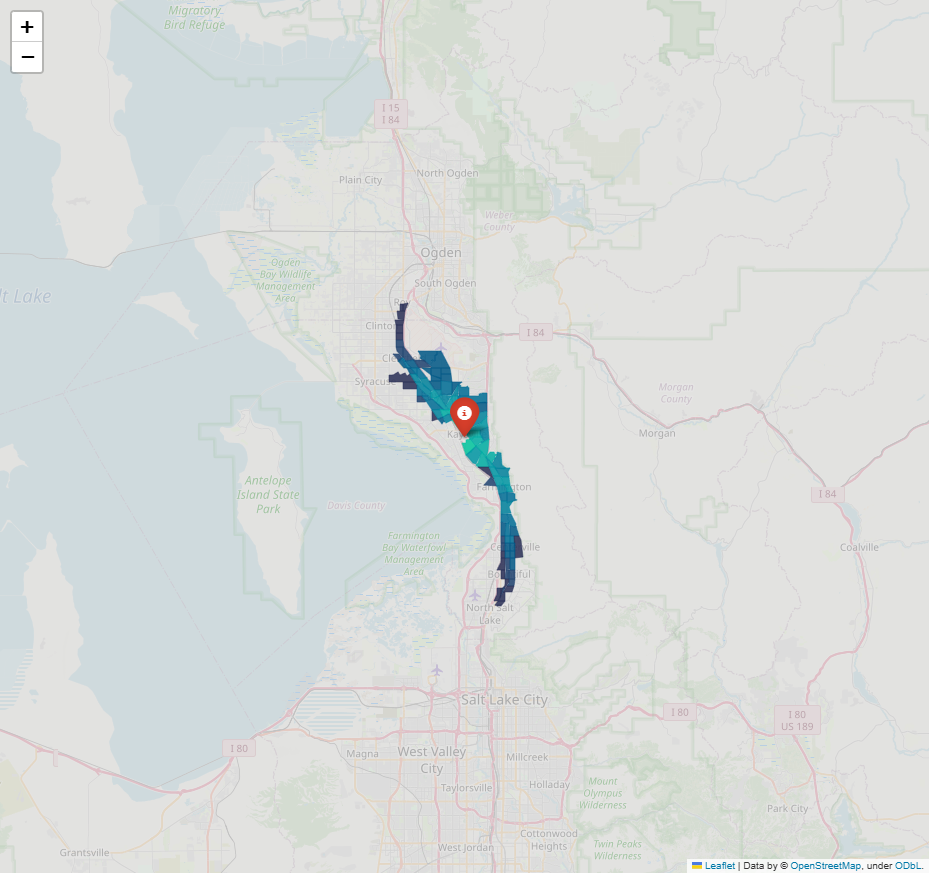 +
−
Migratory
Bird Refuge
I 15
I 84
Plain City
North Ogden
Weber
County
Ogden
Ogden
Bay Wildlife
Management
Area
South Ogden
lt Lake
Clinton
I 84
Syracuse
Morgan
County
Morgan
Antelope
Island State
Park
Davis County
I 84
Farmington
Bay Waterfowl
Management
Area
Coalville
North Salt
Lake
Salt Lake City
I 80
I 80
US 189
I 80
Magna
West Valley
City
Millcreek
Taylorsville
Holladay
Mount
Olympus
Wilderness
Park City
Cottonwood
Heights
West Jordan
Twin Peaks
Wilderness
Grantsville
Leaflet | Data by © OpenStreetMap, under ODbL.